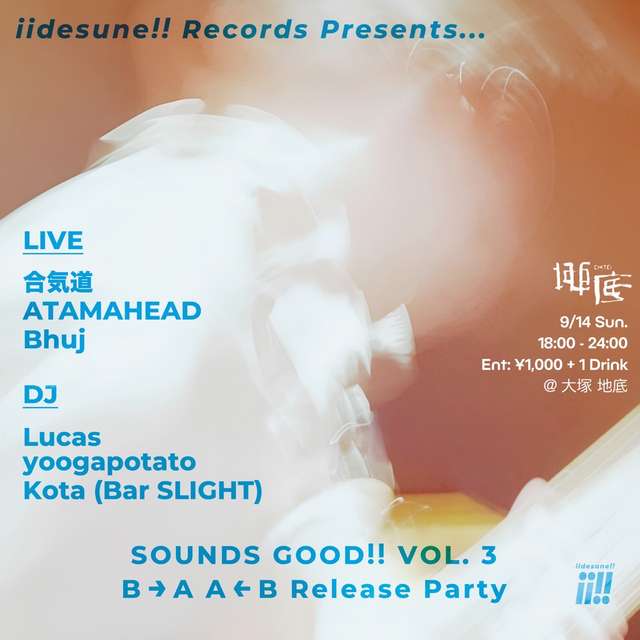 iidesune!! Records Presents...
LIVE
合気道
ATAMAHEAD
Bhuj
DJ
Lucas
yoogapotato
Kota (Bar SLIGHT)
CHITEI
地底
9/14 Sun.
18:00 - 24:00
Ent: ¥1,000 + 1 Drink
@ 大塚 地底
SOUNDS GOOD!! VOL. 3
B→A A←B Release Party
iidesune!!
ii!!